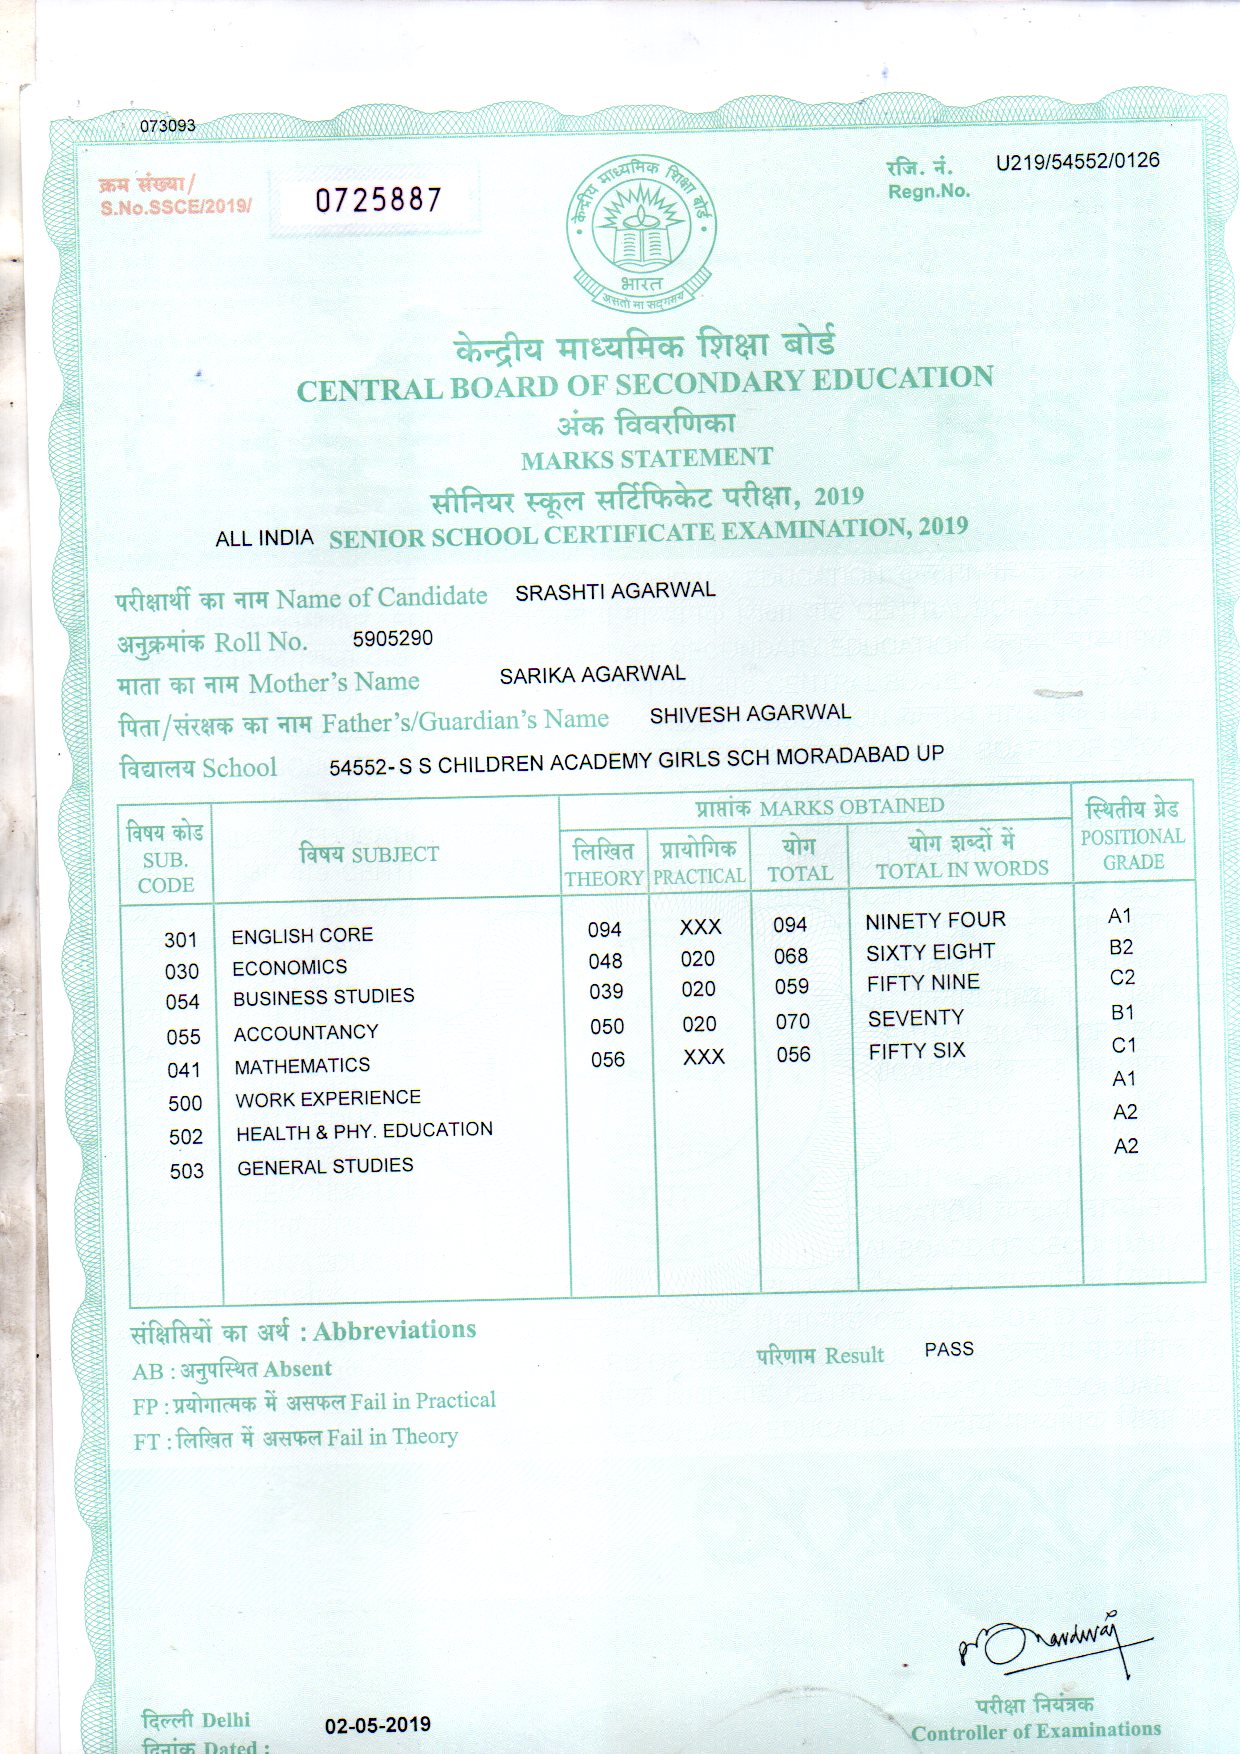 073093
क्रम संख्या/
S.No.SSCE/2019/ 0725887
केन्द्रीय माध्यमिक शिक्षा बोर्ड
भारत
असतो मा सद्गमय
रजि. नं. U219/54552/0126
Regn.No.
केन्द्रीय माध्यमिक शिक्षा बोर्ड
CENTRAL BOARD OF SECONDARY EDUCATION
अंक विवरणिका
MARKS STATEMENT
सीनियर स्कूल सर्टिफिकेट परीक्षा, 2019
ALL INDIA SENIOR SCHOOL CERTIFICATE EXAMINATION, 2019
परीक्षार्थी का नाम Name of Candidate SRASHTI AGARWAL
अनुक्रमांक Roll No. 5905290
माता का नाम Mother's Name SARIKA AGARWAL
पिता/संरक्षक का नाम Father's/Guardian's Name SHIVESH AGARWAL
विद्यालय School 54552- S S CHILDREN ACADEMY GIRLS SCH MORADABAD UP
विषय कोड SUB. CODE विषय SUBJECT प्राप्तांक MARKS OBTAINED स्थितीय ग्रेड POSITIONAL GRADE
लिखित THEORY प्रायोगिक PRACTICAL योग TOTAL योग शब्दों में TOTAL IN WORDS
301 ENGLISH CORE 094 XXX 094 NINETY FOUR A1
030 ECONOMICS 048 020 068 SIXTY EIGHT B2
054 BUSINESS STUDIES 039 020 059 FIFTY NINE C2
055 ACCOUNTANCY 050 020 070 SEVENTY B1
041 MATHEMATICS 056 XXX 056 FIFTY SIX C1
500 WORK EXPERIENCE A1
502 HEALTH & PHY. EDUCATION A2
503 GENERAL STUDIES A2
संक्षिप्तियों का अर्थ : Abbreviations
AB : अनुपस्थित Absent
परिणाम Result PASS
FP : प्रयोगात्मक में असफल Fail in Practical
FT : लिखित में असफल Fail in Theory
परीक्षा नियंत्रक
Controller of Examinations
दिल्ली Delhi
02-05-2019
दिनांक Dated :